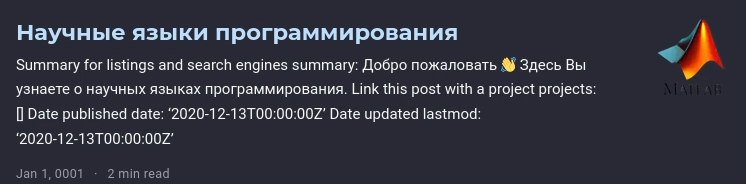 Научные языки программирования
Summary for listings and search engines summary: Добро пожаловать 👋 Здесь Вы
узнаете о научных языках программирования. Link this post with a project projects:
[] Date published date: ‘2020-12-13T00:00:00Z’ Date updated lastmod:
‘2020-12-13T00:00:00Z’
Jan 1, 0001 · 2 min read
MATLAB